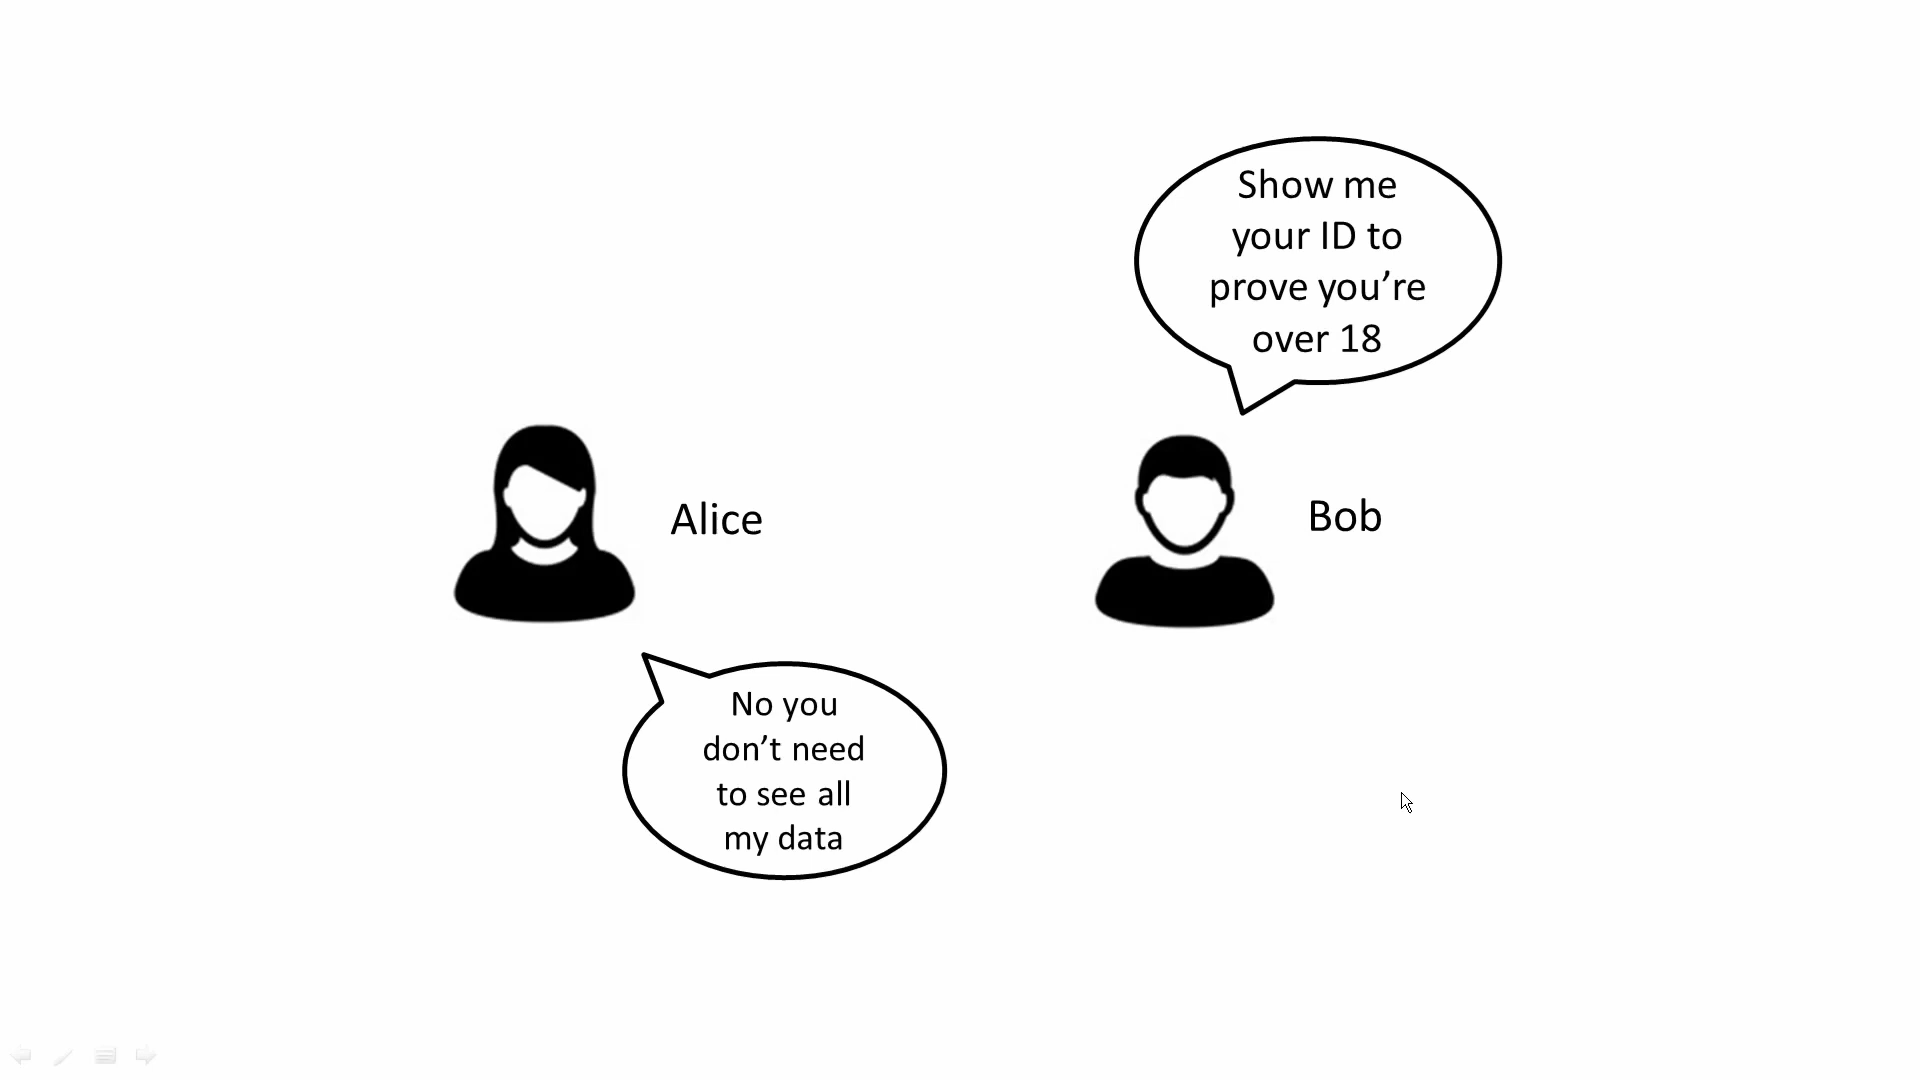 Show me
your ID to
prove you’re
over 18
Alice
Bob
No you
don’t need
to see all
my data